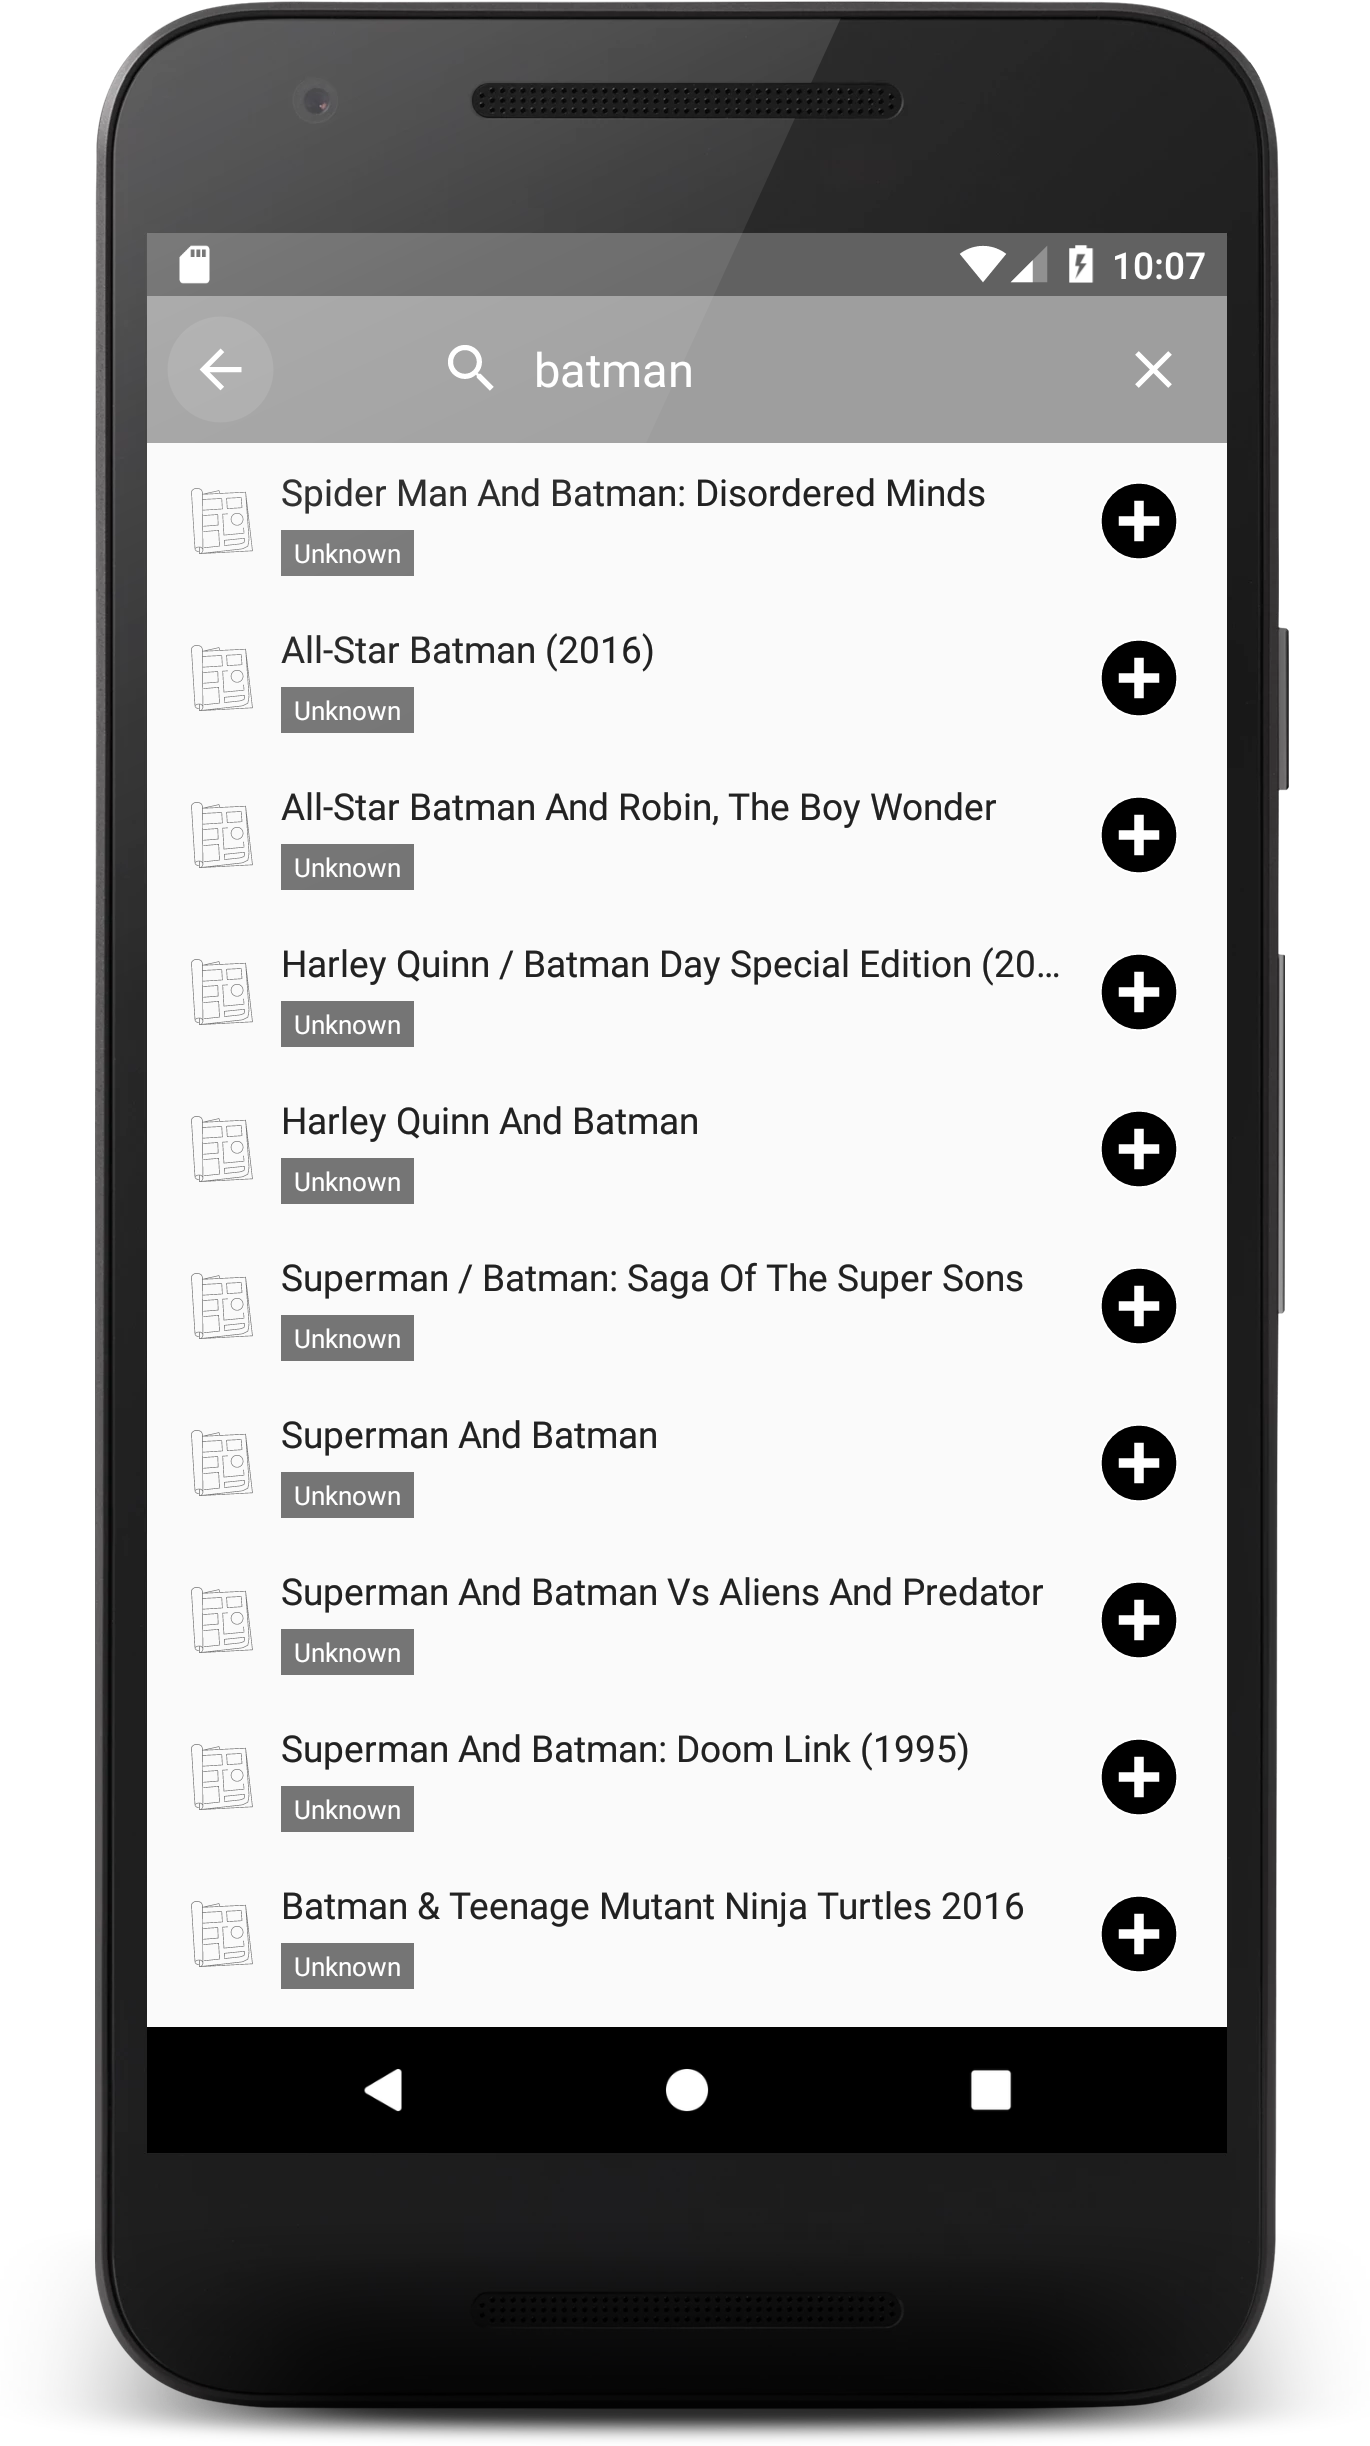 10:07
batman
Spider Man And Batman: Disordered Minds
Unknown
All-Star Batman (2016)
Unknown
All-Star Batman And Robin, The Boy Wonder
Unknown
Harley Quinn / Batman Day Special Edition (20...
Unknown
Harley Quinn And Batman
Unknown
Superman / Batman: Saga Of The Super Sons
Unknown
Superman And Batman
Unknown
Superman And Batman Vs Aliens And Predator
Unknown
Superman And Batman: Doom Link (1995)
Unknown
Batman & Teenage Mutant Ninja Turtles 2016
Unknown